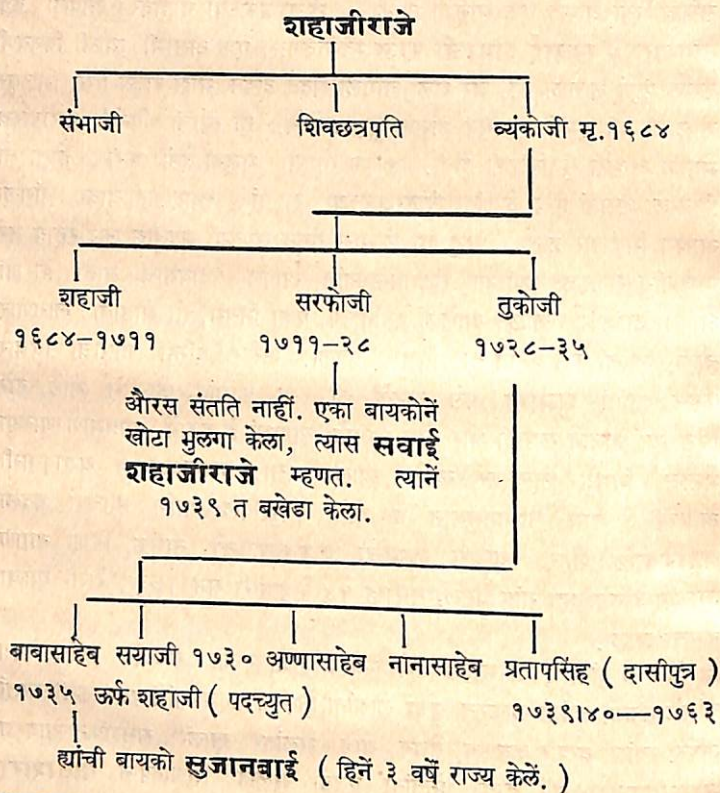 शहाजीराजे
संभाजी शिवछत्रपति व्यंकोजी मृ.१६८४
शहाजी सरफोजी तुकोजी
१६८४–१७११ १७११–२८ १७२८–३५
औरस संतति नाहीं. एका बायकोनें
खोटा मुलगा केला, त्यास सवाई
शहाजीराजे म्हणत. त्यानें
१७३९ त बखेडा केला.
बाबासाहेब सयाजी १७३० अण्णासाहेब नानासाहेब प्रतापसिंह ( दासीपुत्र )
१७३५ ऊर्फ शहाजी ( पदच्युत ) १७३९।४०—१७६३
ह्यांची बायको सुजानबाई ( हिनें ३ वर्षें राज्य केलें. )